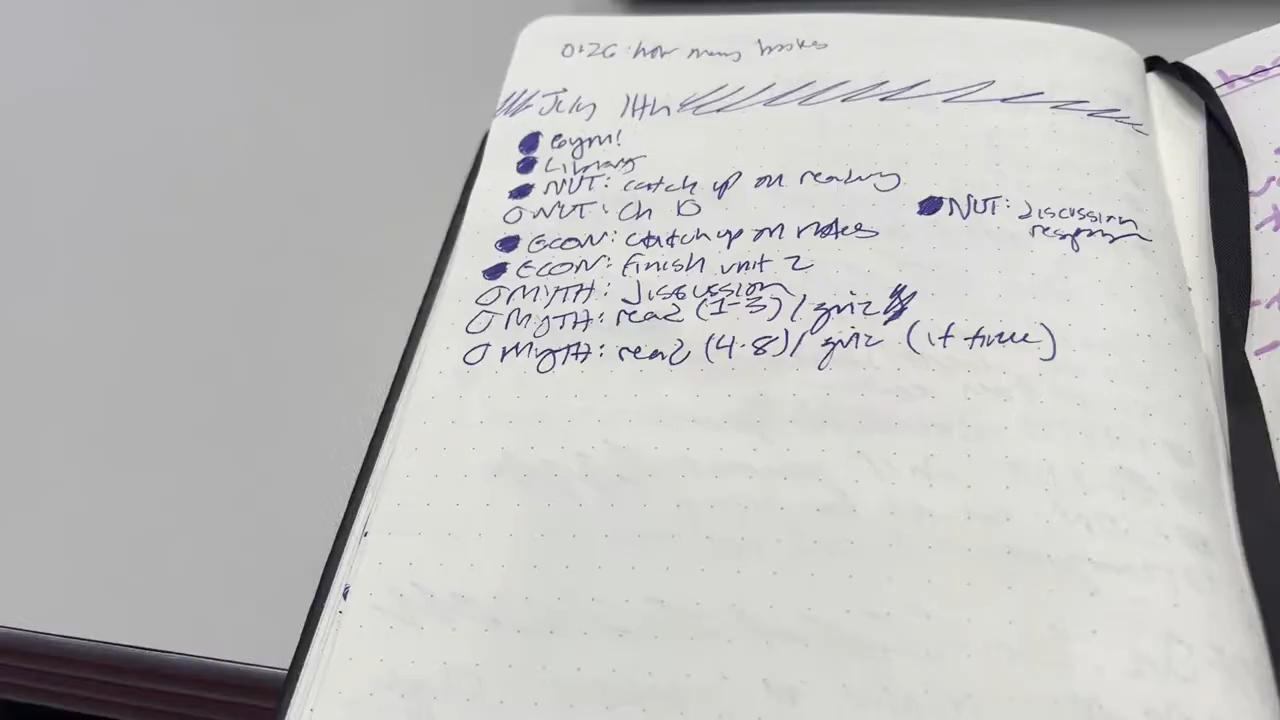 0:26 how many books
July 11th
Gym!
Library
NUT: catch up on reading
NUT: Ch 10
NUT: discussion
response
ECON: catch up on notes
ECON: finish unit 2
MYTH: discussion
MYTH: read (1-3) / quiz
MYTH: read (4-8) / quiz (if time)